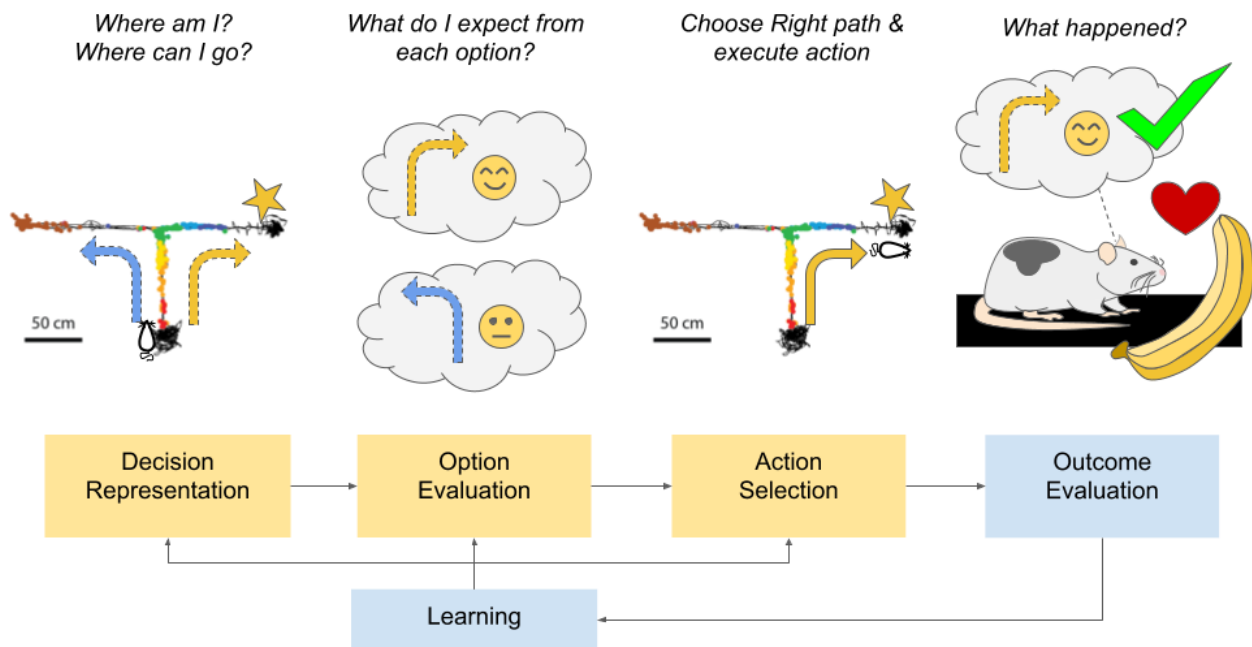 Where am I?
Where can I go?
What do I expect from
each option?
Choose Right path &
execute action
What happened?
50 cm
50 cm
Decision
Representation
Option
Evaluation
Action
Selection
Outcome
Evaluation
Learning